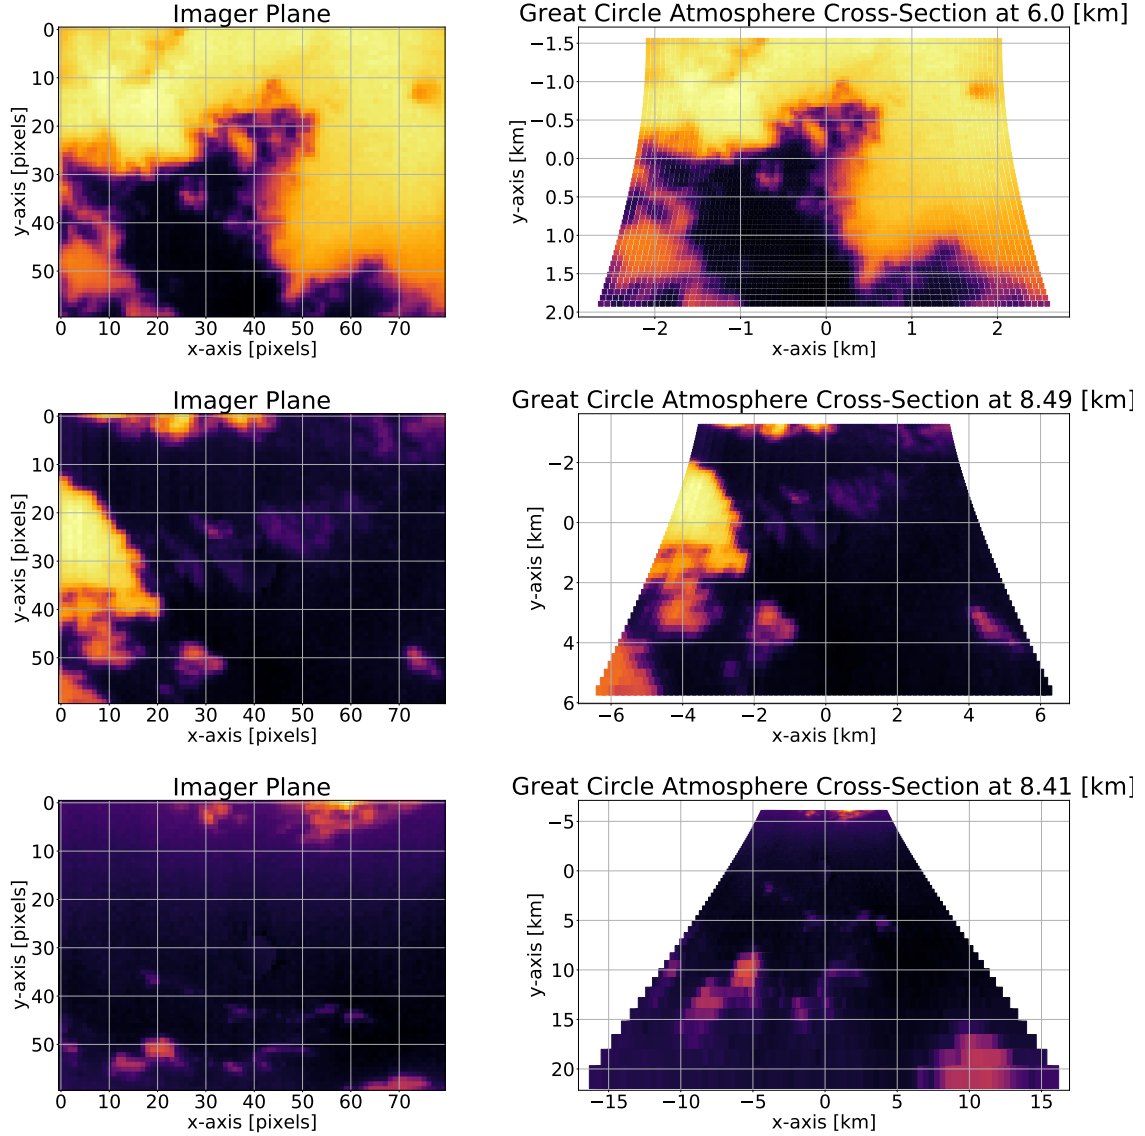 Imager Plane
0
10
20
30
40
50
y-axis [pixels]
0 10 20 30 40 50 60 70
x-axis [pixels]
Great Circle Atmosphere Cross-Section at 6.0 [km]
−1.5
−1.0
−0.5
0.0
0.5
1.0
1.5
2.0
y-axis [km]
−2 −1 0 1 2
x-axis [km]
Imager Plane
0
10
20
30
40
50
y-axis [pixels]
0 10 20 30 40 50 60 70
x-axis [pixels]
Great Circle Atmosphere Cross-Section at 8.49 [km]
−2
0
2
4
6
y-axis [km]
−6 −4 −2 0 2 4 6
x-axis [km]
Imager Plane
0
10
20
30
40
50
y-axis [pixels]
0 10 20 30 40 50 60 70
x-axis [pixels]
Great Circle Atmosphere Cross-Section at 8.41 [km]
−5
0
5
10
15
20
y-axis [km]
−15 −10 −5 0 5 10 15
x-axis [km]